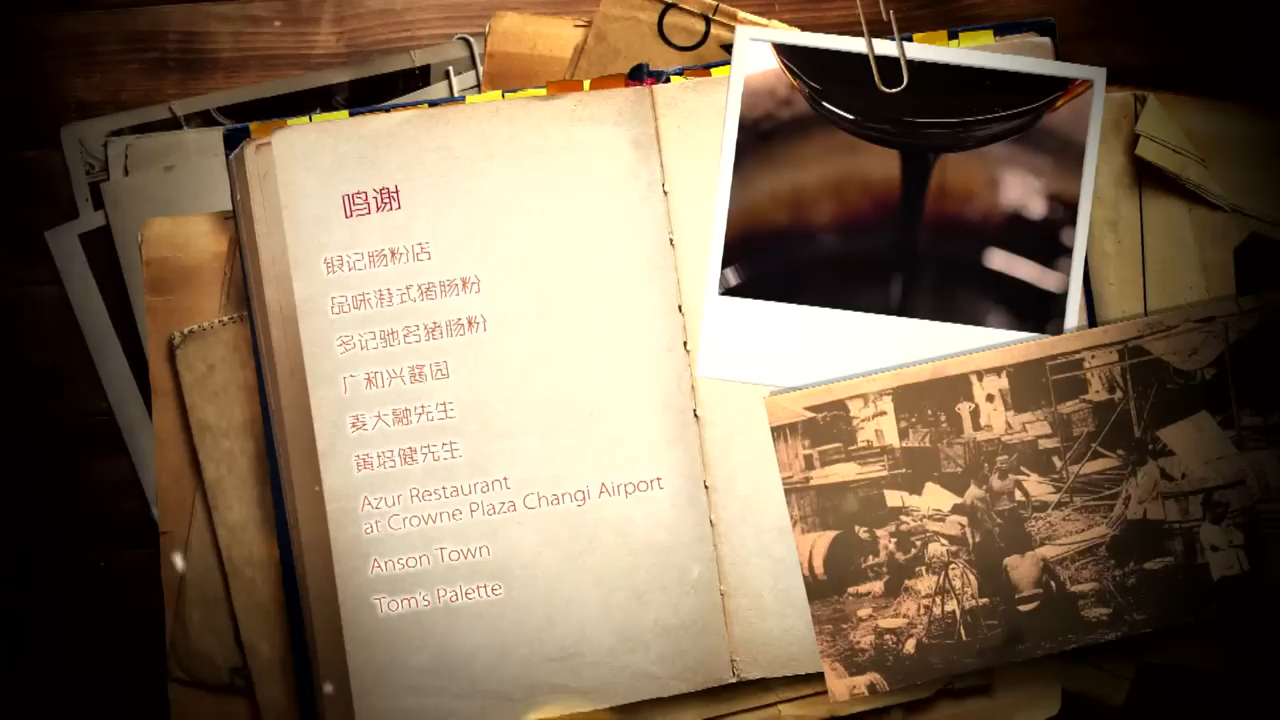 鸣谢
银记肠粉店
品味港式猪肠粉
多记驰名猪肠粉
广和兴酱园
麦大融先生
黄埕健先生
Azur Restaurant
at Crowne Plaza Changi Airport
Anson Town
Tom's Palette